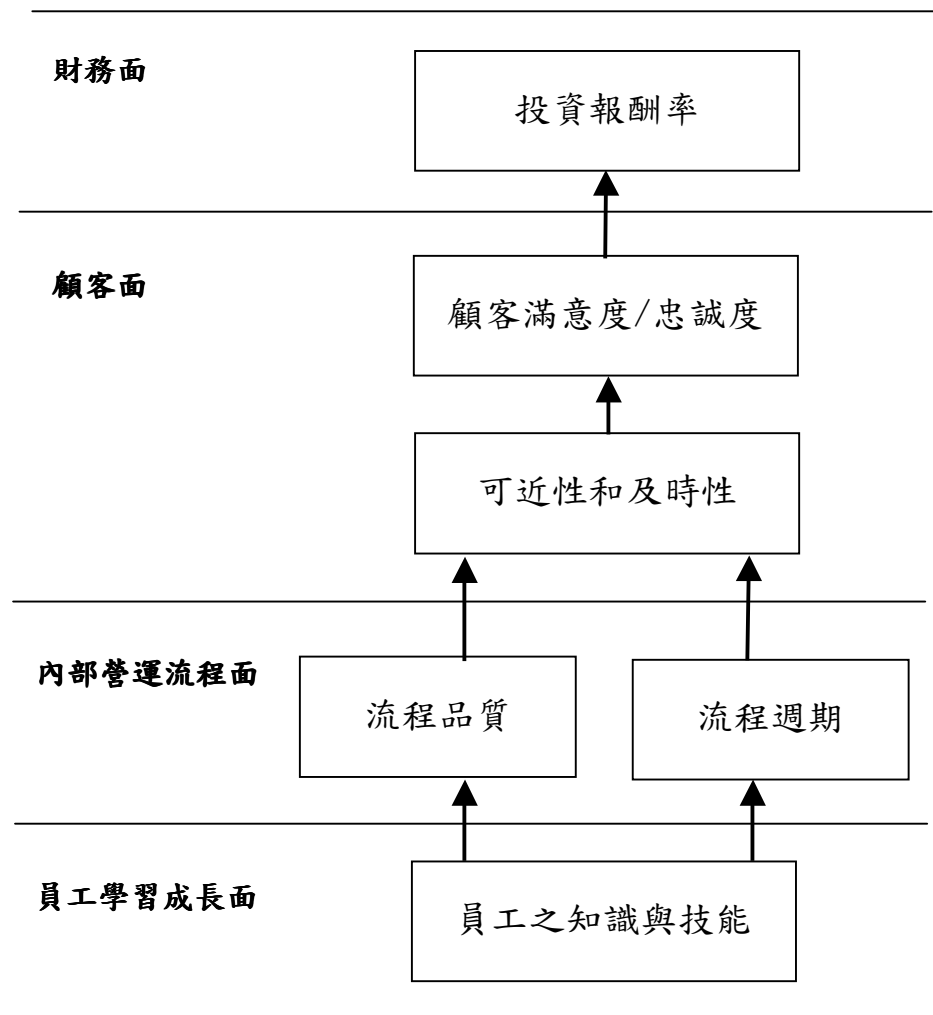 財務面
投資報酬率
顧客面
顧客滿意度/忠誠度
可近性和及時性
內部營運流程面
流程品質
流程週期
員工學習成長面
員工之知識與技能